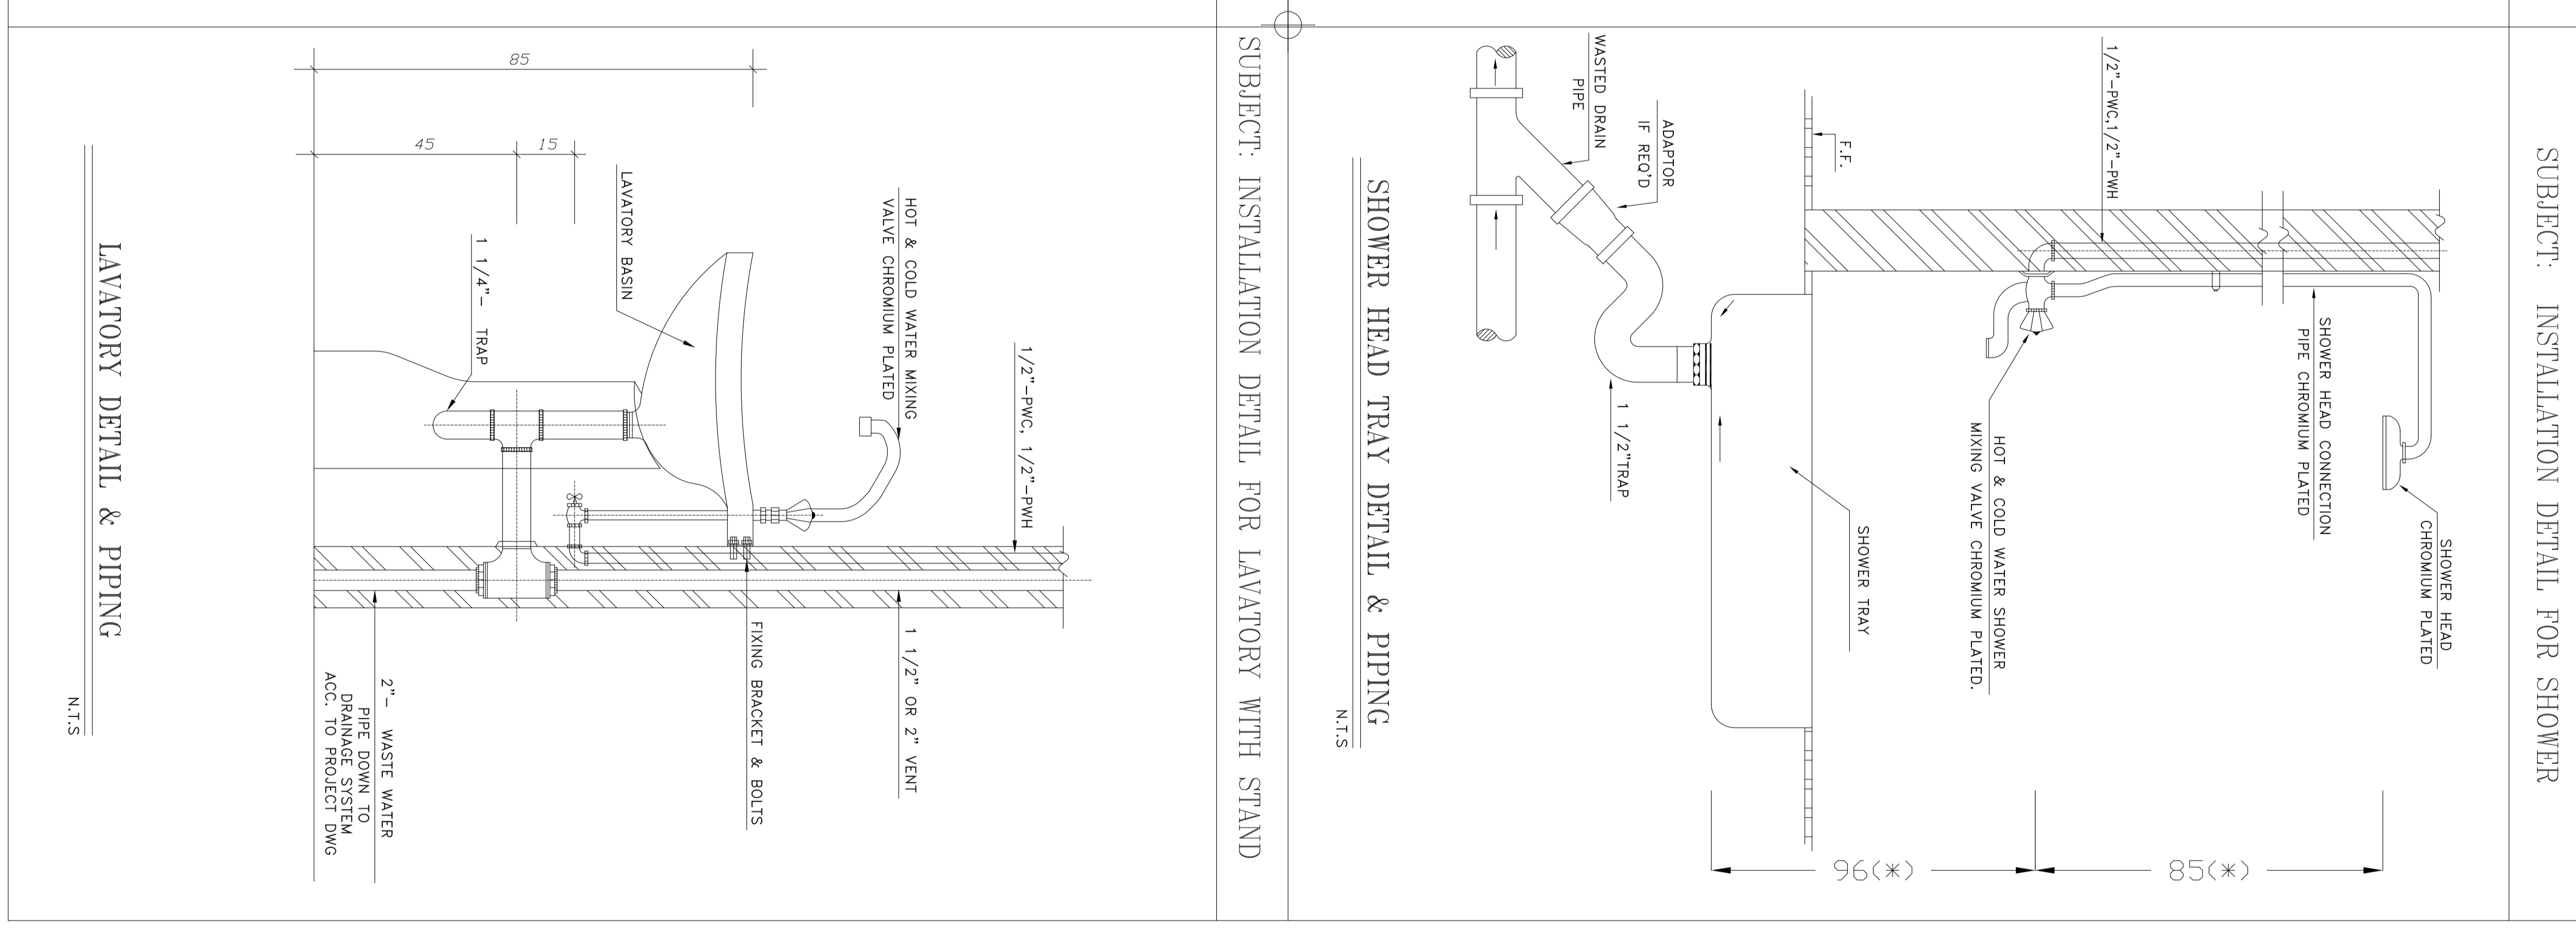 SUBJECT: INSTALLATION DETAIL FOR SHOWER
SHOWER HEAD
CHROMIUM PLATED
SHOWER HEAD CONNECTION
PIPE CHROMIUM PLATED
1/2"-PWC,1/2"-PWH
HOT & COLD WATER SHOWER
MIXING VALVE CHROMIUM PLATED.
85(*)
96(*)
F.F.
SHOWER TRAY
ADAPTOR
IF REQ'D
WASTED DRAIN
PIPE
1 1/2"TRAP
SHOWER HEAD TRAY DETAIL & PIPING
N.T.S
SUBJECT: INSTALLATION DETAIL FOR LAVATORY WITH STAND
1/2"-PWC, 1/2"-PWH
HOT & COLD WATER MIXING
VALVE CHROMIUM PLATED
1 1/2" OR 2" VENT
FIXING BRACKET & BOLTS
LAVATORY BASIN
85
15
45
1 1/4"- TRAP
2"- WASTE WATER
PIPE DOWN TO
DRAINAGE SYSTEM
ACC. TO PROJECT DWG
LAVATORY DETAIL & PIPING
N.T.S